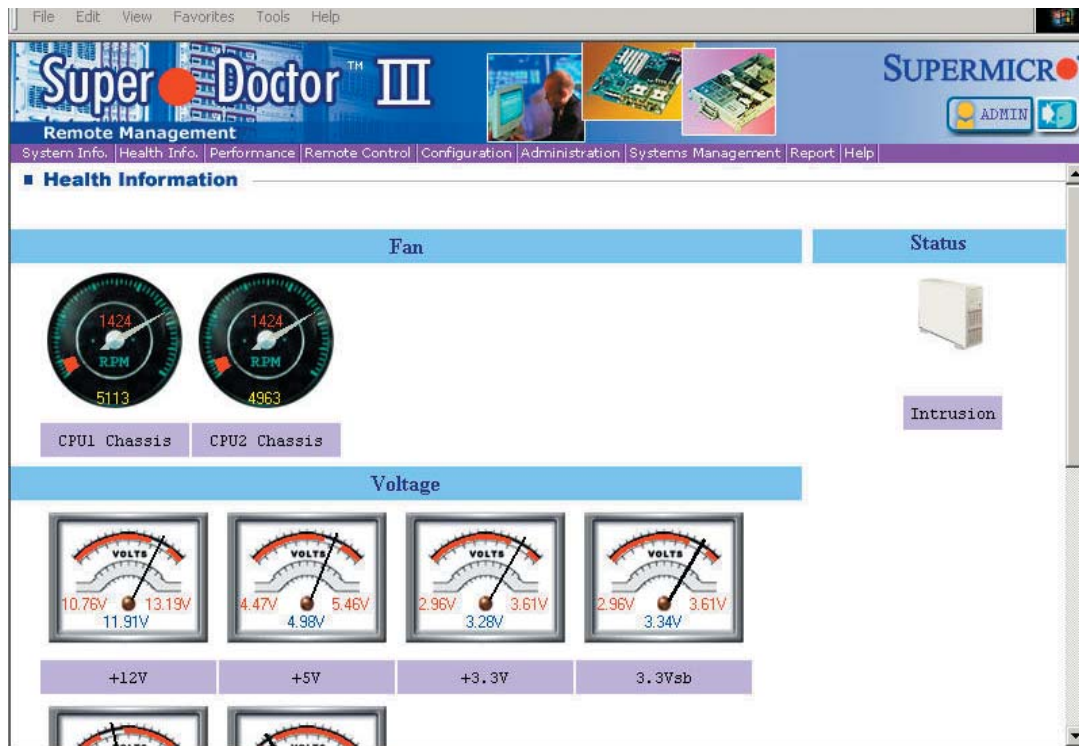 File Edit View Favorites Tools Help
Super Doctor™ III
SUPERMICR
Remote Management
ADMIN
System Info. Health Info. Performance Remote Control Configuration Administration Systems Management Report Help
Health Information
Fan
Status
1424
RPM
5113
1424
RPM
4963
CPU1 Chassis
CPU2 Chassis
Intrusion
Voltage
VOLTS
10.76V 13.19V
11.91V
VOLTS
4.47V 5.46V
4.98V
VOLTS
2.96V 3.61V
3.28V
VOLTS
2.96V 3.61V
3.34V
+12V
+5V
+3.3V
3.3Vsb